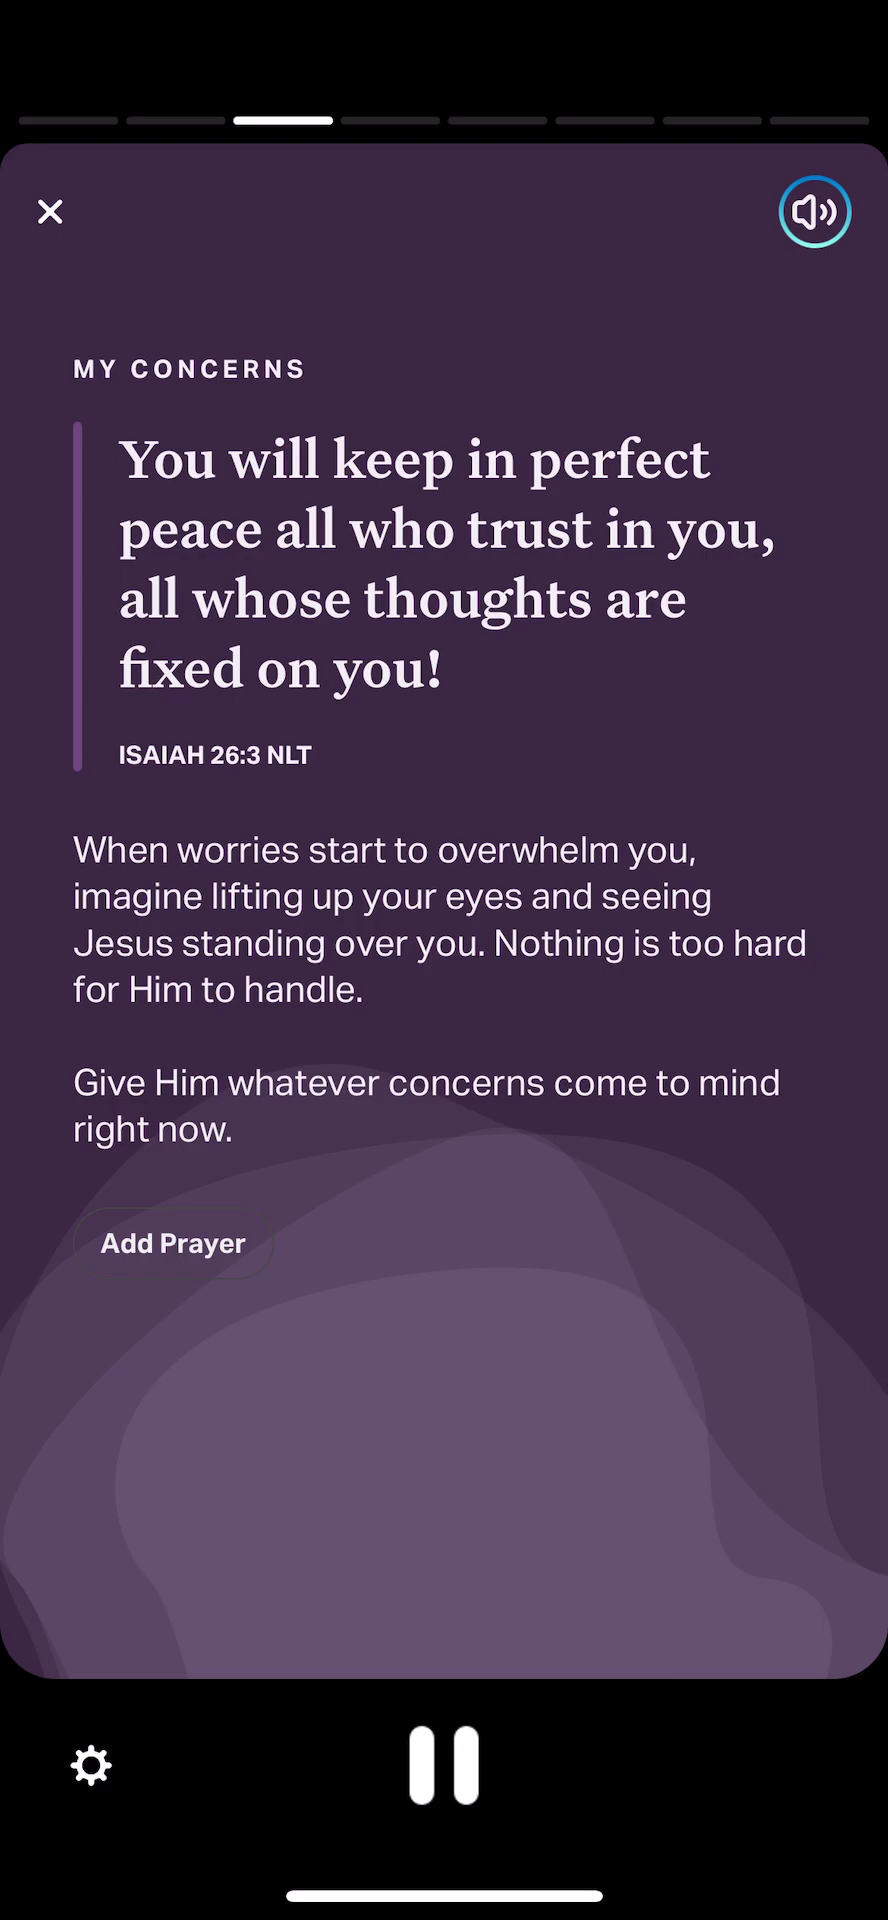 MY CONCERNS
You will keep in perfect
peace all who trust in you,
all whose thoughts are
fixed on you!
ISAIAH 26:3 NLT
When worries start to overwhelm you,
imagine lifting up your eyes and seeing
Jesus standing over you. Nothing is too hard
for Him to handle.
Give Him whatever concerns come to mind
right now.
Add Prayer